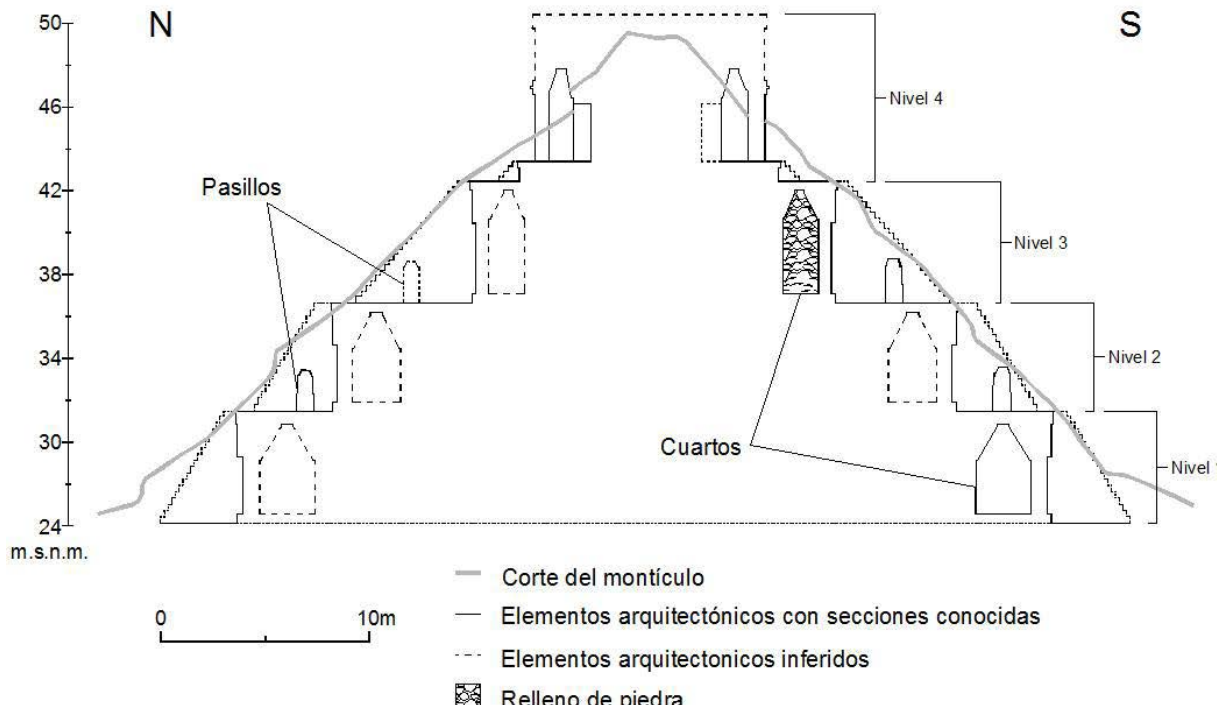 50
N
S
46
Nivel 4
42
Pasillos
Nivel 3
38
34
Nivel 2
30
Cuartos
Nivel
24
m.s.n.m.
Corte del montículo
0 10m
Elementos arquitectónicos con secciones conocidas
Elementos arquitectonicos inferidos
Relleno de piedra